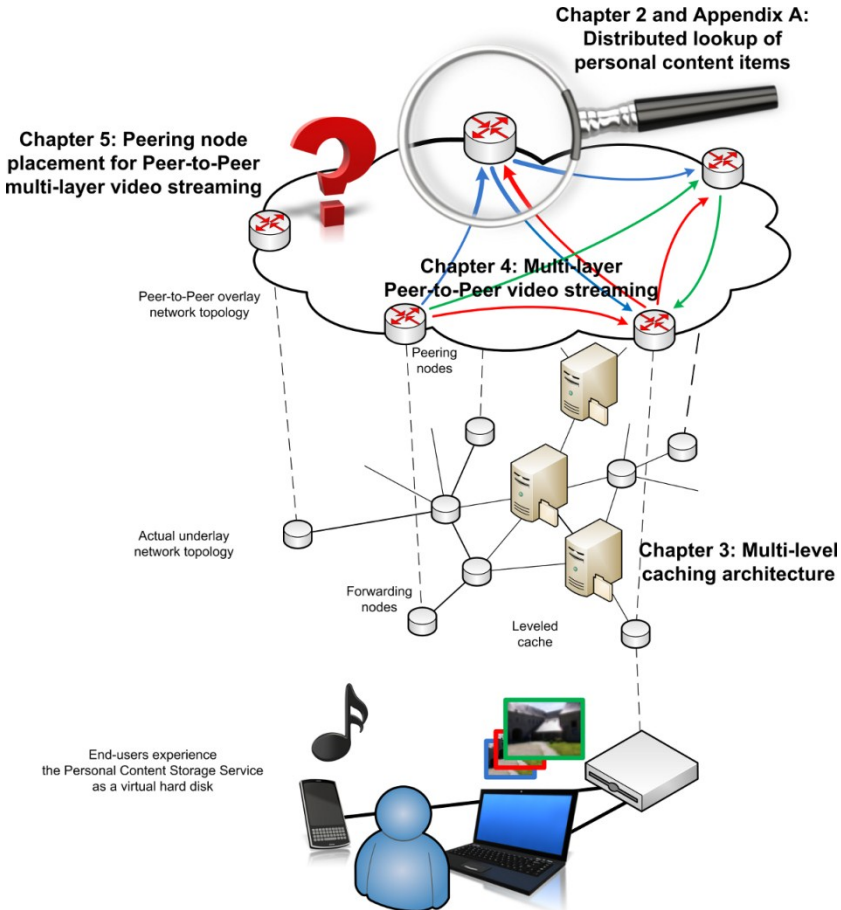 Chapter 2 and Appendix A:
Distributed lookup of
personal content items
Chapter 5: Peering node
placement for Peer-to-Peer
multi-layer video streaming
Chapter 4: Multi-layer
Peer-to-Peer video streaming
Peer-to-Peer overlay
network topology
Peering
nodes
Actual underlay
network topology
Chapter 3: Multi-level
caching architecture
Forwarding
nodes
Leveled
cache
End-users experience
the Personal Content Storage Service
as a virtual hard disk